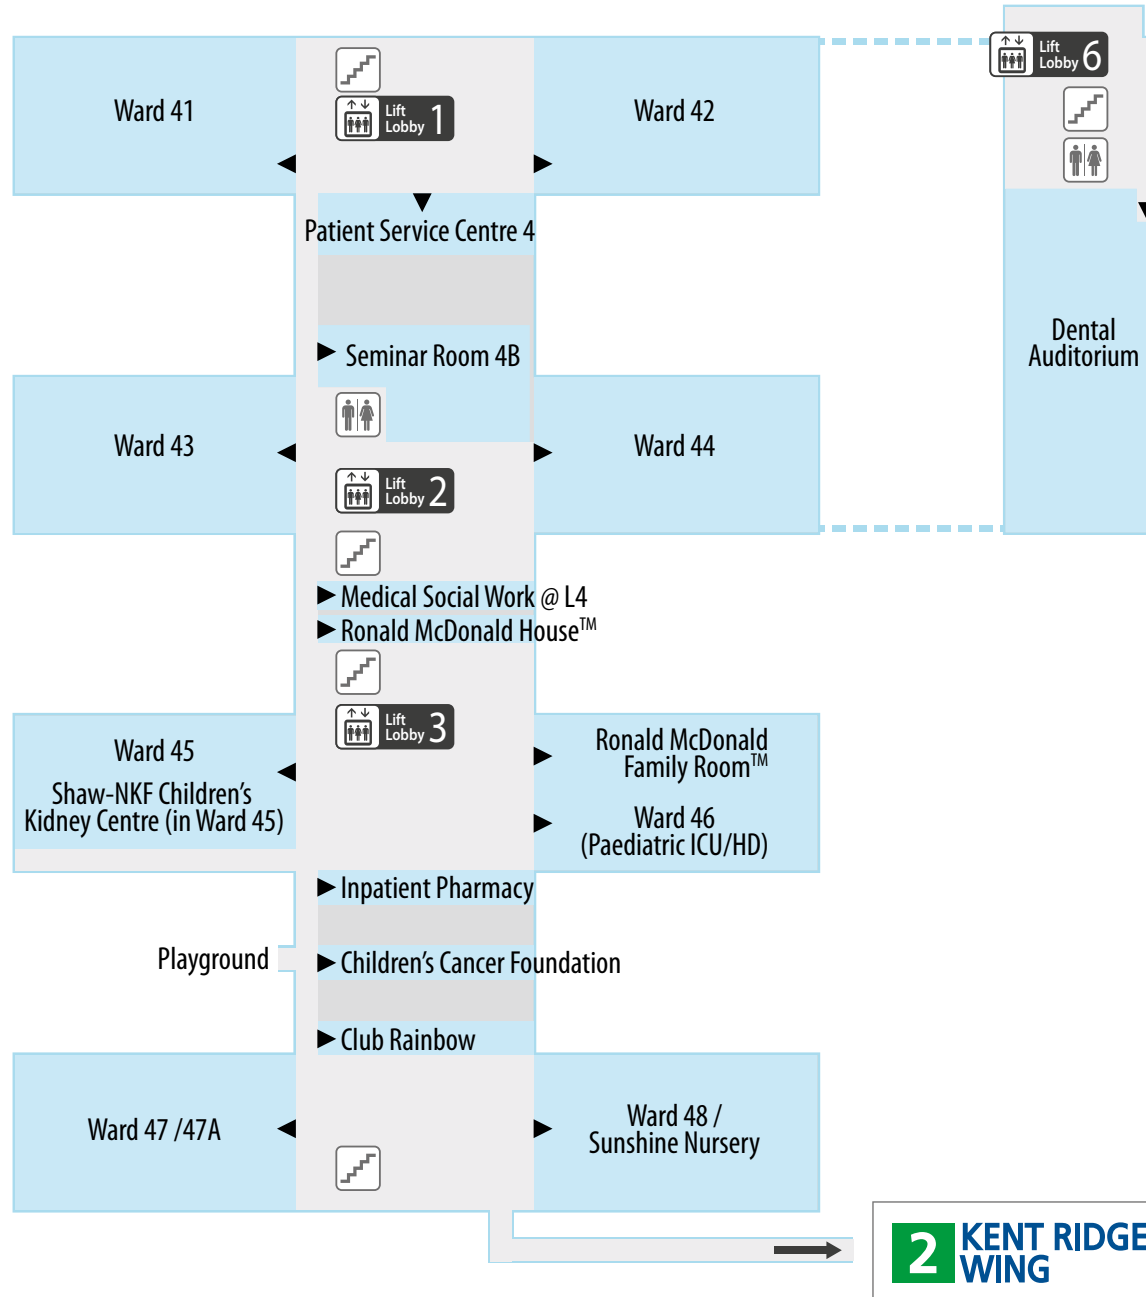 Ward 41
Lift
Lobby 1
Ward 42
Lift
Lobby 6
Patient Service Centre 4
Seminar Room 4B
Dental
Auditorium
Ward 43
Ward 44
Lift
Lobby 2
Medical Social Work @ L4
Ronald McDonald House™
Lift
Lobby 3
Ward 45
Shaw-NKF Children's
Kidney Centre (in Ward 45)
Ronald McDonald
Family Room™
Ward 46
(Paediatric ICU/HD)
Inpatient Pharmacy
Playground
Children's Cancer Foundation
Club Rainbow
Ward 47 /47A
Ward 48 /
Sunshine Nursery
2 KENT RIDGE
WING